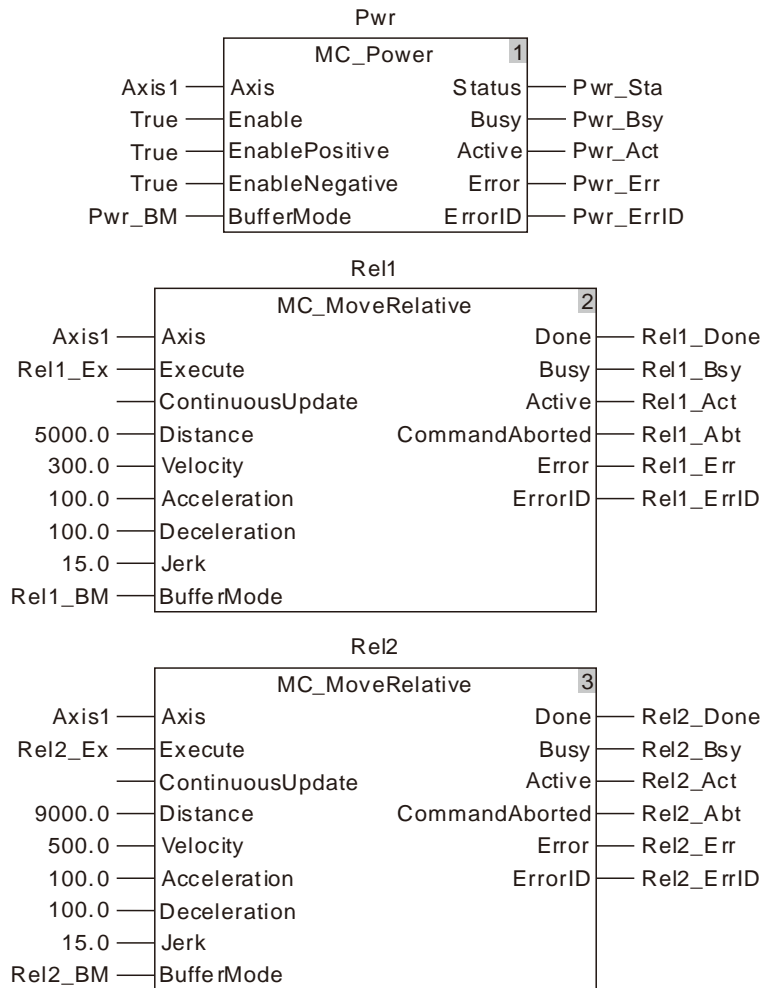 Pwr
MC_Power 1
Axis1 Axis Status Pwr_Sta
True Enable Busy Pwr_Bsy
True EnablePositive Active Pwr_Act
True EnableNegative Error Pwr_Err
Pwr_BM BufferMode ErrorID Pwr_ErrID
Rel1
MC_MoveRelative 2
Axis1 Axis Done Rel1_Done
Rel1_Ex Execute Busy Rel1_Bsy
ContinuousUpdate Active Rel1_Act
5000.0 Distance CommandAborted Rel1_Abt
300.0 Velocity Error Rel1_Err
100.0 Acceleration ErrorID Rel1_ErrID
100.0 Deceleration
15.0 Jerk
Rel1_BM BufferMode
Rel2
MC_MoveRelative 3
Axis1 Axis Done Rel2_Done
Rel2_Ex Execute Busy Rel2_Bsy
ContinuousUpdate Active Rel2_Act
9000.0 Distance CommandAborted Rel2_Abt
500.0 Velocity Error Rel2_Err
100.0 Acceleration ErrorID Rel2_ErrID
100.0 Deceleration
15.0 Jerk
Rel2_BM BufferMode